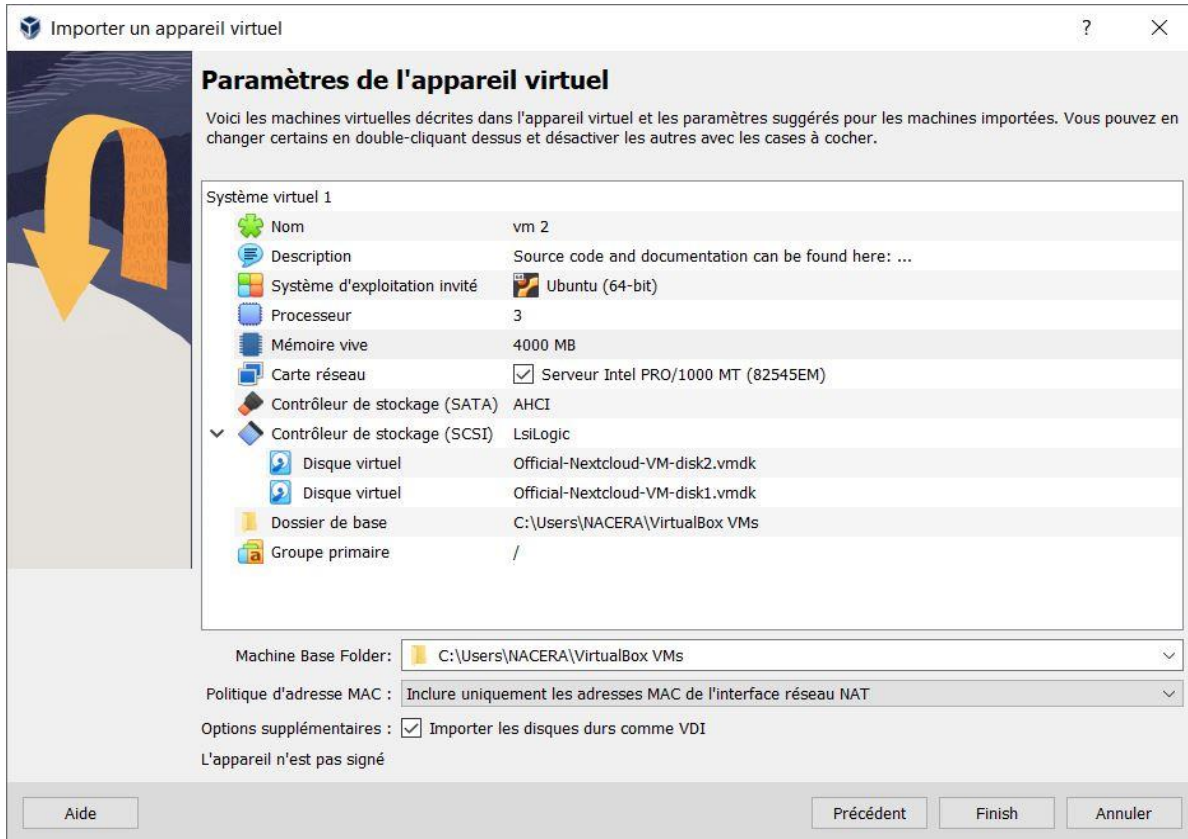 Importer un appareil virtuel
?
Paramètres de l'appareil virtuel
Voici les machines virtuelles décrites dans l'appareil virtuel et les paramètres suggérés pour les machines importées. Vous pouvez en
changer certains en double-cliquant dessus et désactiver les autres avec les cases à cocher.
Système virtuel 1
Nom vm 2
Description Source code and documentation can be found here: ...
Système d'exploitation invité Ubuntu (64-bit)
Processeur 3
Mémoire vive 4000 MB
Carte réseau Serveur Intel PRO/1000 MT (82545EM)
Contrôleur de stockage (SATA) AHCI
Contrôleur de stockage (SCSI) LsiLogic
Disque virtuel Official-Nextcloud-VM-disk2.vmdk
Disque virtuel Official-Nextcloud-VM-disk1.vmdk
Dossier de base C:\Users\NACERA\VirtualBox VMs
Groupe primaire /
Machine Base Folder: C:\Users\NACERA\VirtualBox VMs
Politique d'adresse MAC : Inclure uniquement les adresses MAC de l'interface réseau NAT
Options supplémentaires : Importer les disques durs comme VDI
L'appareil n'est pas signé
Aide Précédent Finish Annuler